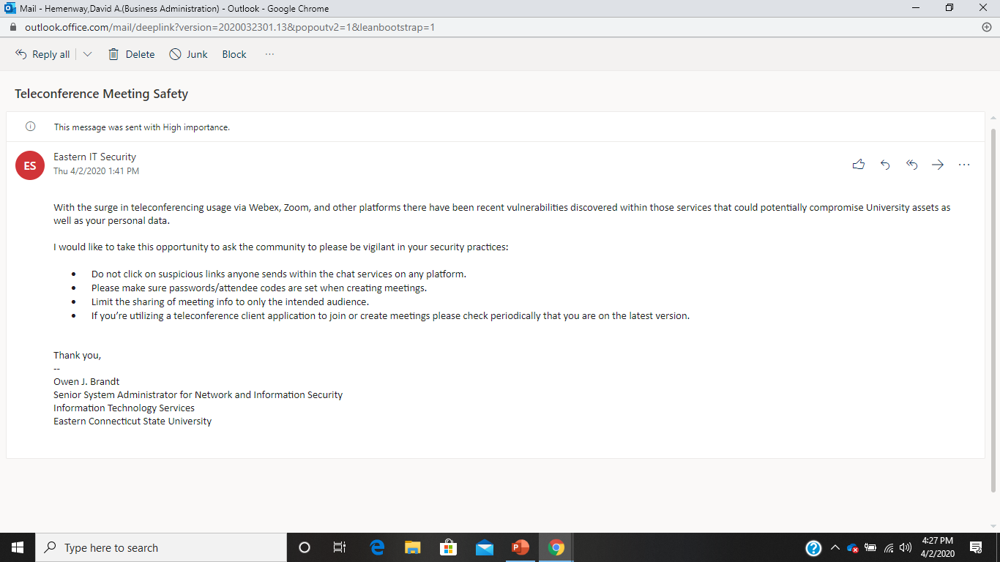 Mail - Hemenway,David A.(Business Administration) - Outlook - Google Chrome
outlook.office.com/mail/deeplink?version=2020032301.13&popoutv2=1&leanbootstrap=1
Reply all Delete Junk Block ...
Teleconference Meeting Safety
This message was sent with High importance.
ES
Eastern IT Security
Thu 4/2/2020 1:41 PM
With the surge in teleconferencing usage via Webex, Zoom, and other platforms there have been recent vulnerabilities discovered within those services that could potentially compromise University assets as
well as your personal data.
I would like to take this opportunity to ask the community to please be vigilant in your security practices:
• Do not click on suspicious links anyone sends within the chat services on any platform.
• Please make sure passwords/attendee codes are set when creating meetings.
• Limit the sharing of meeting info to only the intended audience.
• If you’re utilizing a teleconference client application to join or create meetings please check periodically that you are on the latest version.
Thank you,
--
Owen J. Brandt
Senior System Administrator for Network and Information Security
Information Technology Services
Eastern Connecticut State University
Type here to search
4:27 PM
4/2/2020